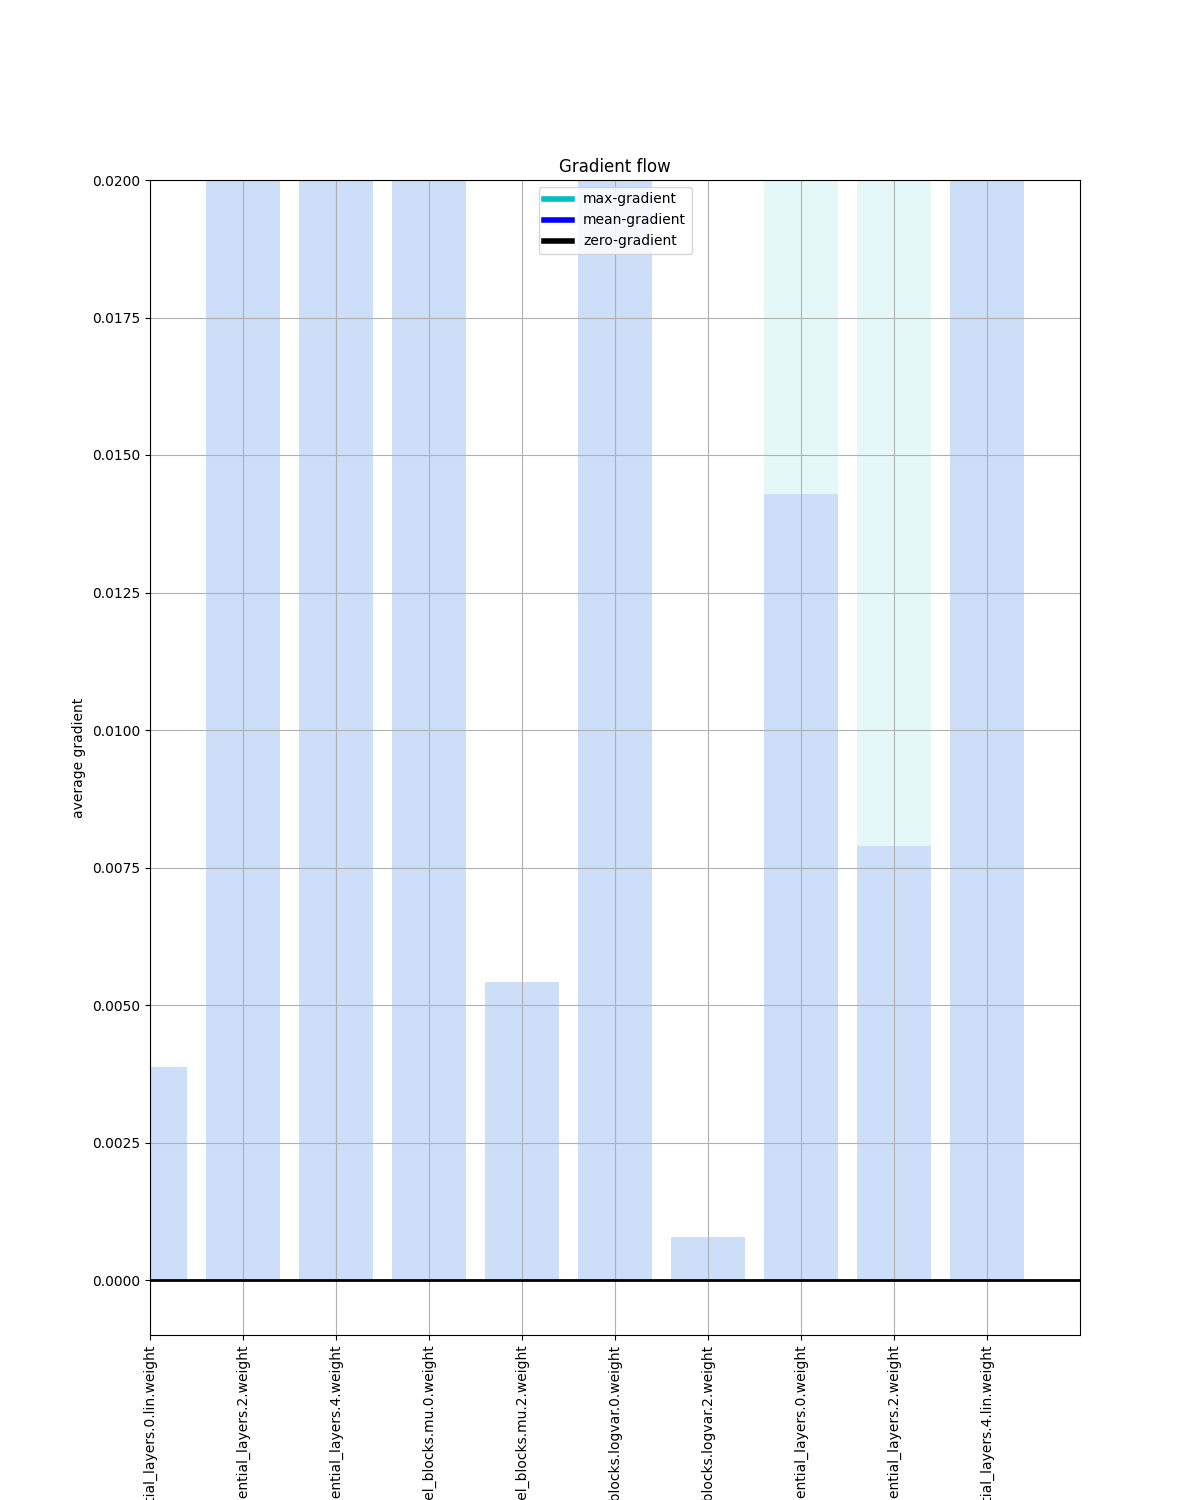 Gradient flow
max-gradient
mean-gradient
zero-gradient
0.0200
0.0175
0.0150
0.0125
0.0100
0.0075
0.0050
0.0025
0.0000
average gradient
tial_layers.0.lin.weight
ential_layers.2.weight
ential_layers.4.weight
el_blocks.mu.0.weight
el_blocks.mu.2.weight
blocks.logvar.0.weight
blocks.logvar.2.weight
ential_layers.0.weight
ential_layers.2.weight
tial_layers.4.lin.weight